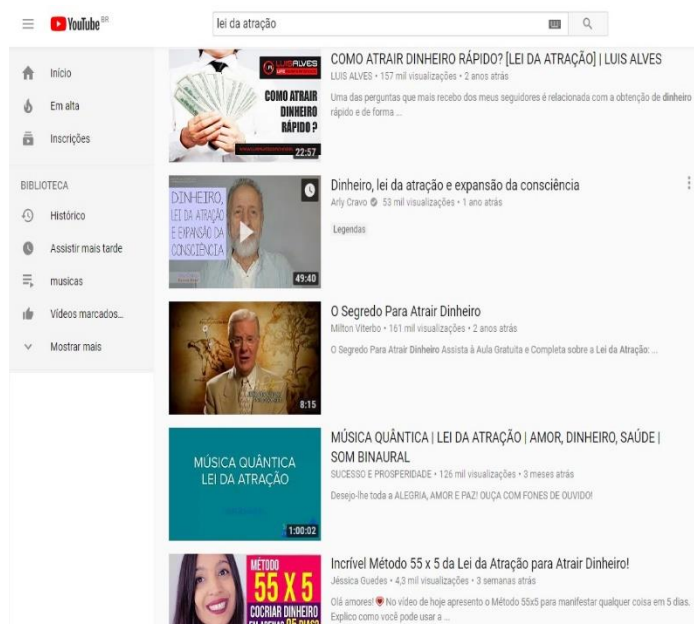 YouTube BR
lei da atração
Início
Em alta
Inscrições
BIBLIOTECA
Histórico
Assistir mais tarde
musicas
Vídeos marcados...
Mostrar mais
LUISALVES
COMO ATRAIR
DINHEIRO
RÁPIDO ?
22:57
COMO ATRAIR DINHEIRO RÁPIDO? [LEI DA ATRAÇÃO] | LUIS ALVES
LUIS ALVES • 157 mil visualizações • 2 anos atrás
Uma das perguntas que mais recebo dos meus seguidores é relacionada com a obtenção de dinheiro
rápido e de forma ...
DINHEIRO,
LEI DA ATRAÇÃO
E EXPANSÃO DA
CONSCIÊNCIA
49:40
Dinheiro, lei da atração e expansão da consciência
Arly Cravo 53 mil visualizações • 1 ano atrás
Legendas
8:15
O Segredo Para Atrair Dinheiro
Milton Viterbo • 161 mil visualizações • 2 anos atrás
O Segredo Para Atrair Dinheiro Assista à Aula Gratuita e Completa sobre a Lei da Atração: ...
MÚSICA QUÂNTICA
LEI DA ATRAÇÃO
1:00:02
MÚSICA QUÂNTICA | LEI DA ATRAÇÃO | AMOR, DINHEIRO, SAÚDE |
SOM BINAURAL
SUCESSO E PROSPERIDADE • 126 mil visualizações • 3 meses atrás
Desejo-lhe toda a ALEGRIA, AMOR E PAZ! OUÇA COM FONES DE OUVIDO!
MÉTODO
55 X 5
COCRIAR DINHEIRO
EM APENAS 05 DIAS?
Incrível Método 55 x 5 da Lei da Atração para Atrair Dinheiro!
Jéssica Guedes • 4,3 mil visualizações • 3 semanas atrás
Olá amores! No vídeo de hoje apresento o Método 55x5 para manifestar qualquer coisa em 5 dias.
Explico como você pode usar a ...